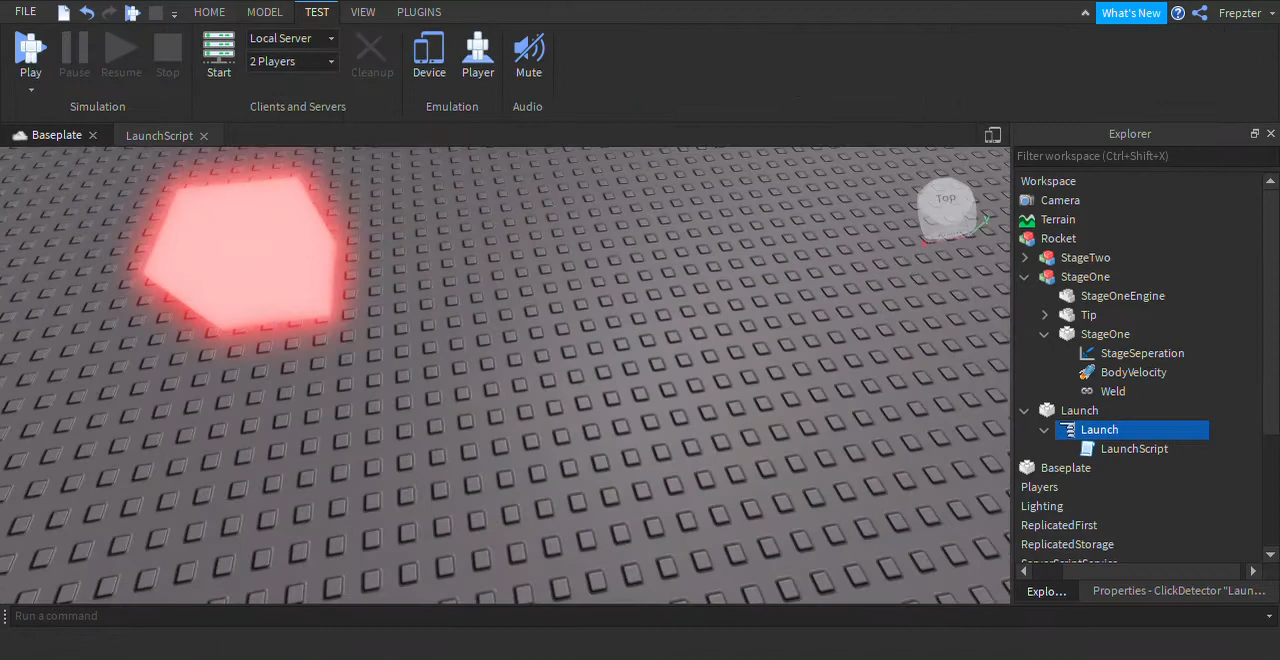 FILE HOME MODEL TEST VIEW PLUGINS What's New Frepzter
Play Pause Resume Stop Start Local Server 2 Players Cleanup Device Player Mute
Simulation Clients and Servers Emulation Audio
Baseplate LaunchScript Explorer
Filter workspace (Ctrl+Shift+X)
Workspace
Camera
Top
Terrain
Rocket
StageTwo
StageOne
StageOneEngine
Tip
StageOne
StageSeperation
BodyVelocity
Weld
Launch
Launch
LaunchScript
Baseplate
Players
Lighting
ReplicatedFirst
ReplicatedStorage
ServerScriptService
Explo... Properties - ClickDetector "Laun...
Run a command